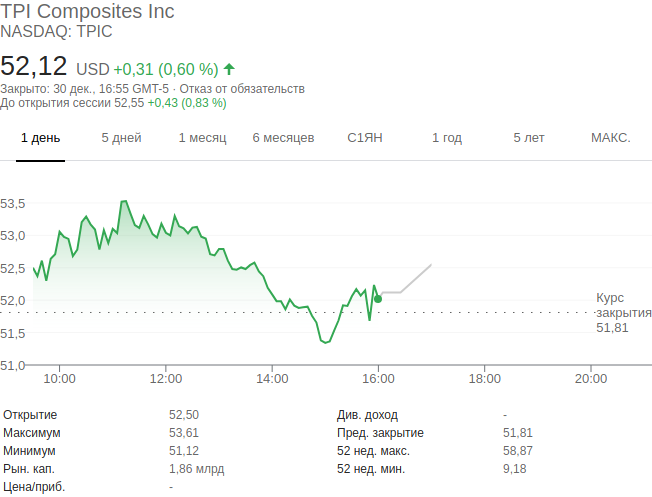 TPI Composites Inc
NASDAQ: TPIC
52,12 USD +0,31 (0,60 %)
Закрыто: 30 дек., 16:55 GMT-5 · Отказ от обязательств
До открытия сессии 52,55 +0,43 (0,83 %)
1 день 5 дней 1 месяц 6 месяцев С1ЯН 1 год 5 лет МАКС.
53,5
53,0
52,5
52,0
51,5
51,0
Курс
закрытия
51,81
10:00 12:00 14:00 16:00 18:00 20:00
Открытие 52,50 Див. доход -
Максимум 53,61 Пред. закрытие 51,81
Минимум 51,12 52 нед. макс. 58,87
Рын. кап. 1,86 млрд 52 нед. мин. 9,18
Цена/приб. -